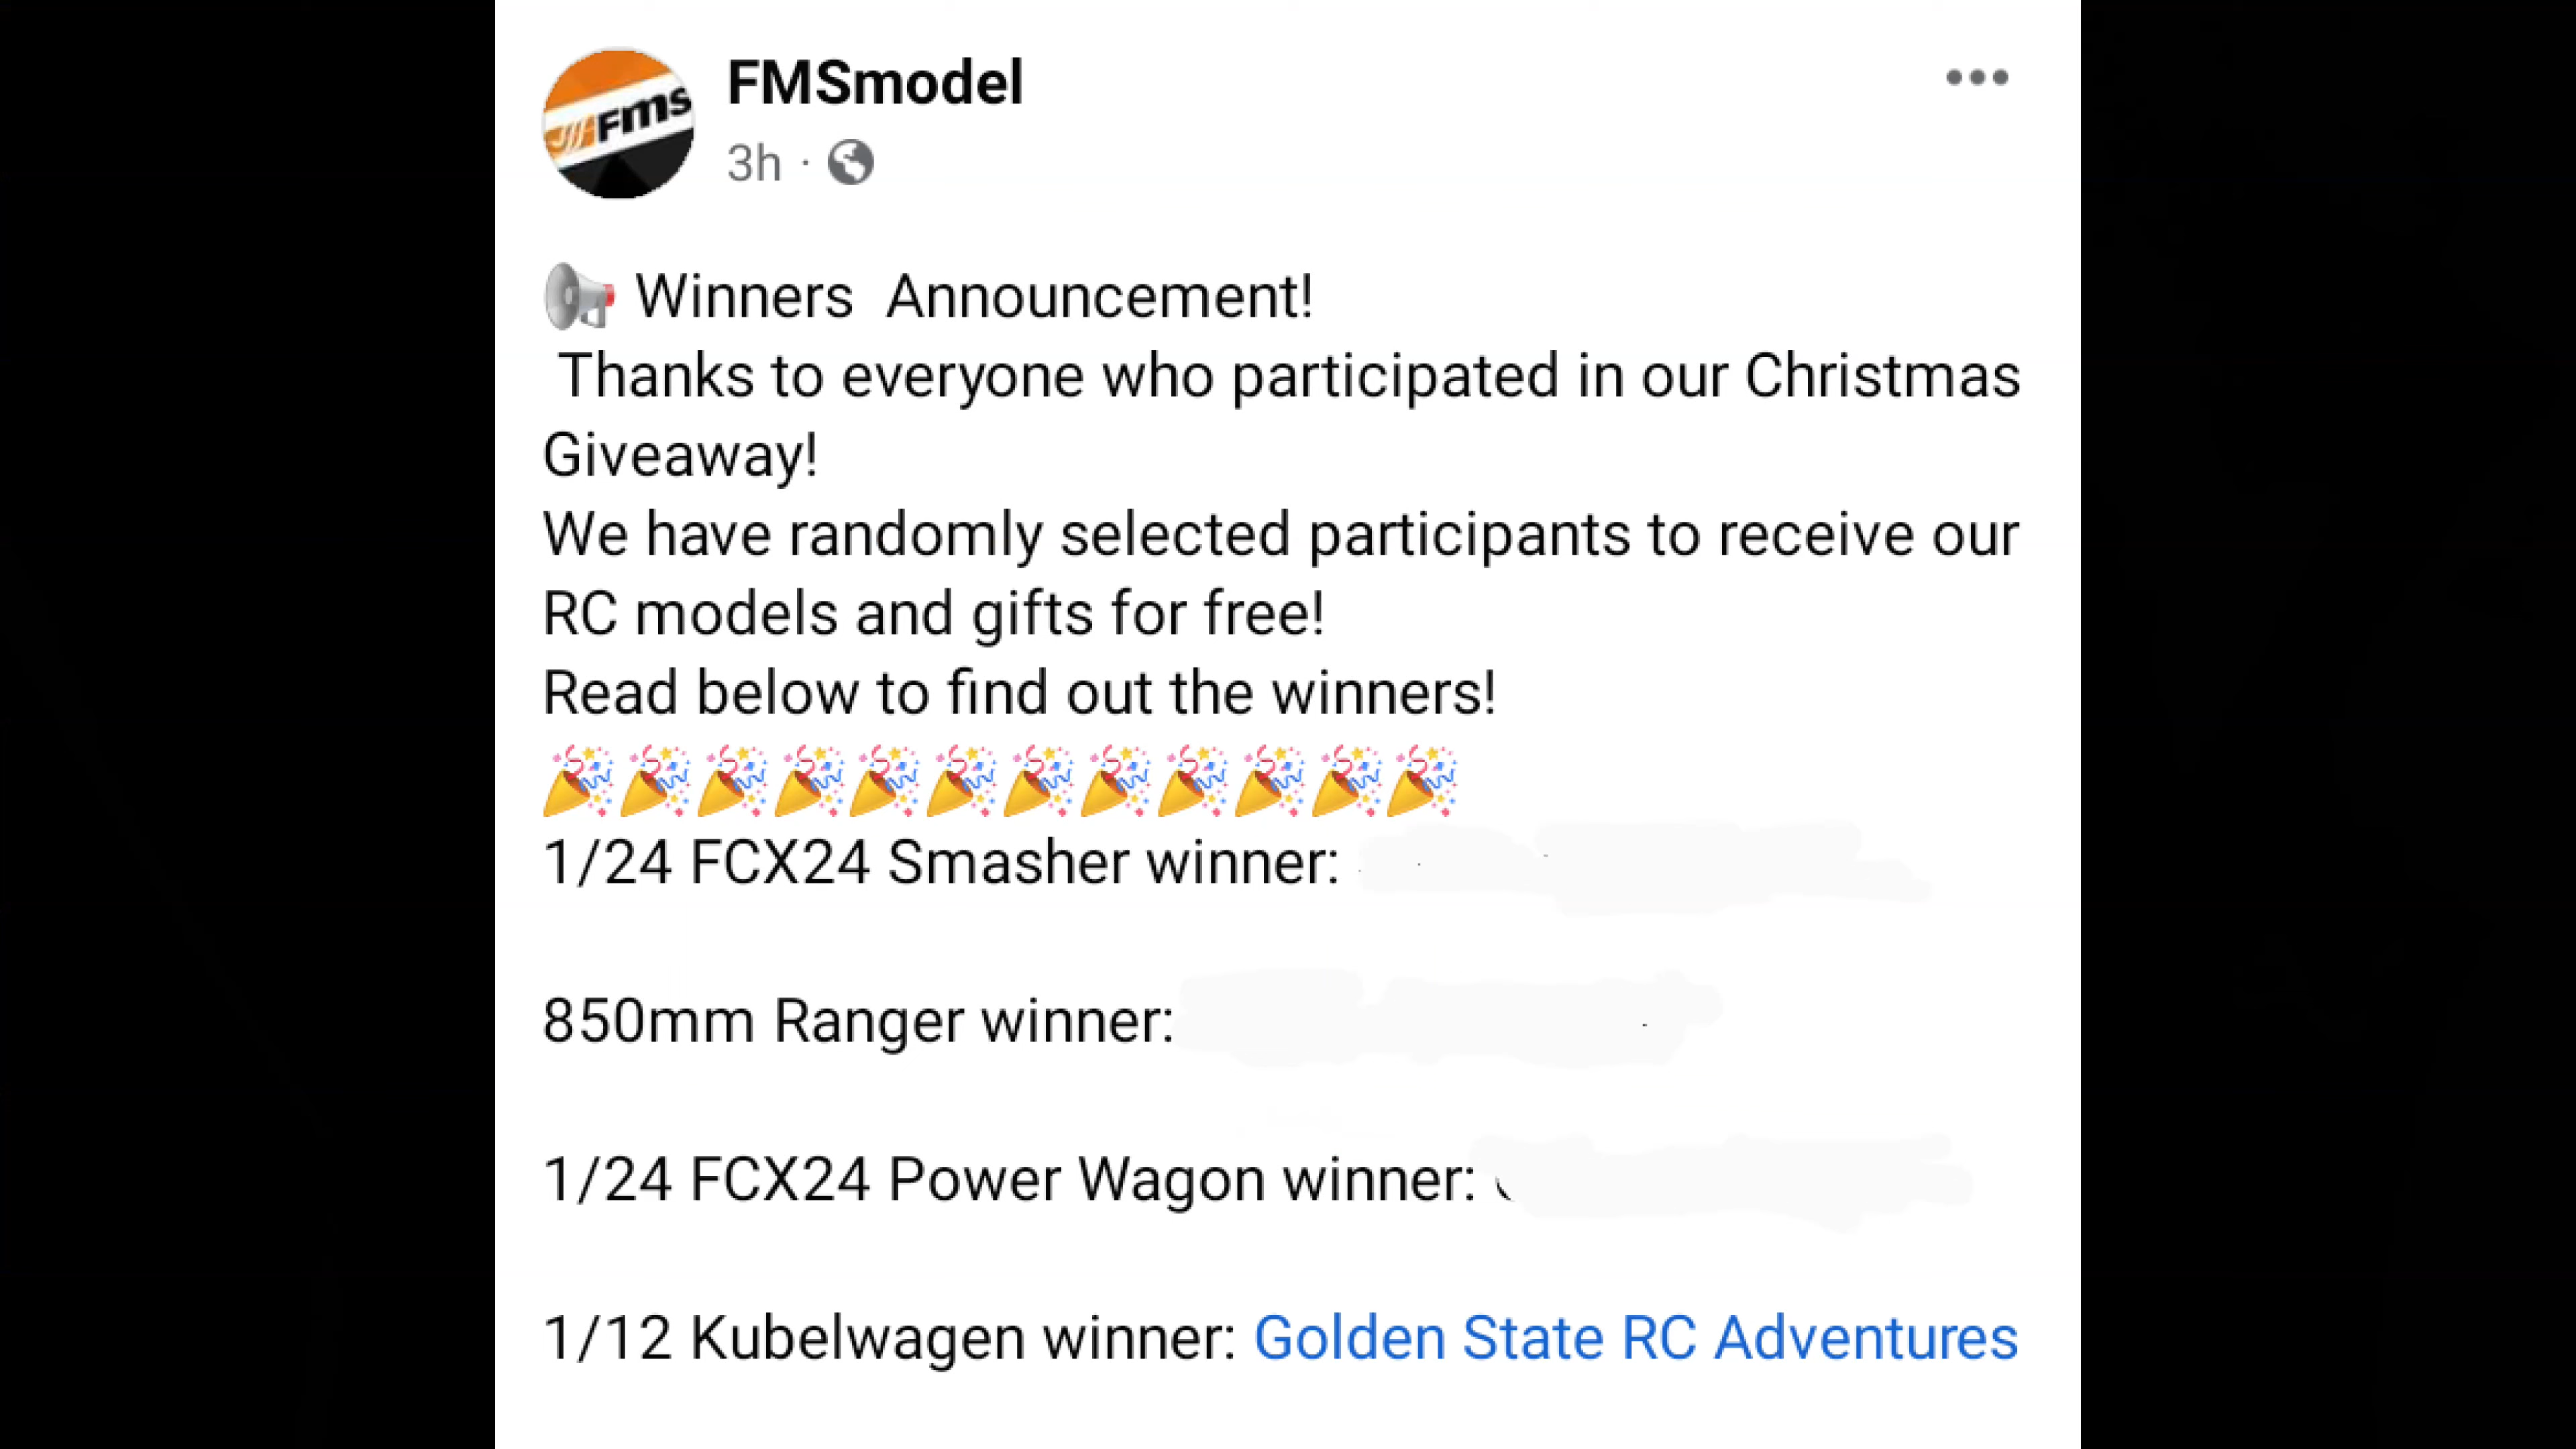 Fms
FMSmodel
3h ·
📢 Winners  Announcement!
Thanks to everyone who participated in our Christmas
Giveaway!
We have randomly selected participants to receive our
RC models and gifts for free!
Read below to find out the winners!
🎉🎉🎉🎉🎉🎉🎉🎉🎉🎉🎉🎉
1/24 FCX24 Smasher winner:
850mm Ranger winner:
1/24 FCX24 Power Wagon winner:
1/12 Kubelwagen winner: Golden State RC Adventures